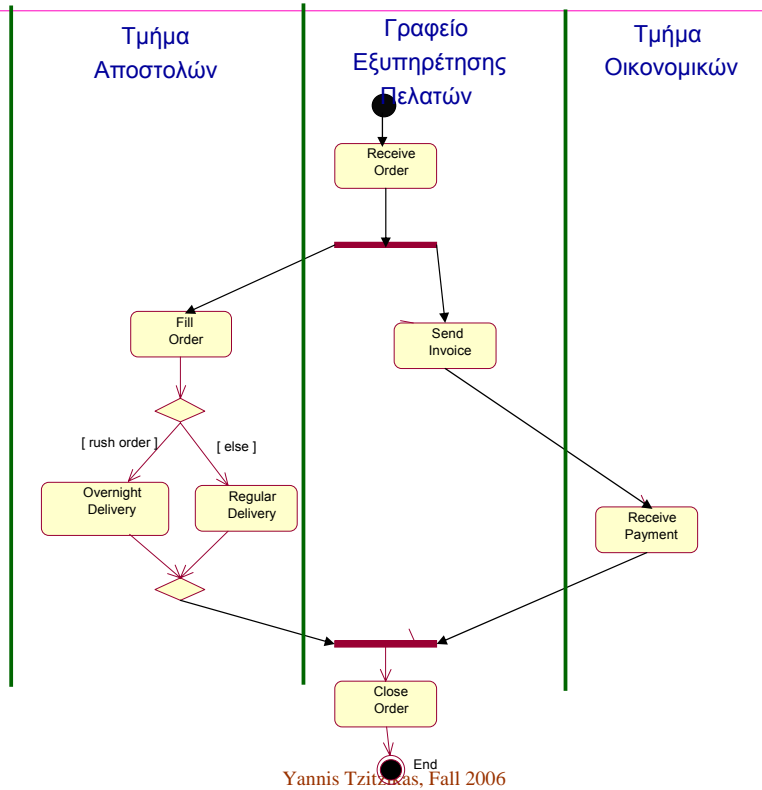 Τμήμα
Αποστολών
Γραφείο
Εξυπηρέτησης
Πελατών
Τμήμα
Οικονομικών
Receive
Order
Fill
Order
Send
Invoice
[ rush order ]
[ else ]
Overnight
Delivery
Regular
Delivery
Receive
Payment
Close
Order
End
Yannis Tzitzikas, Fall 2006